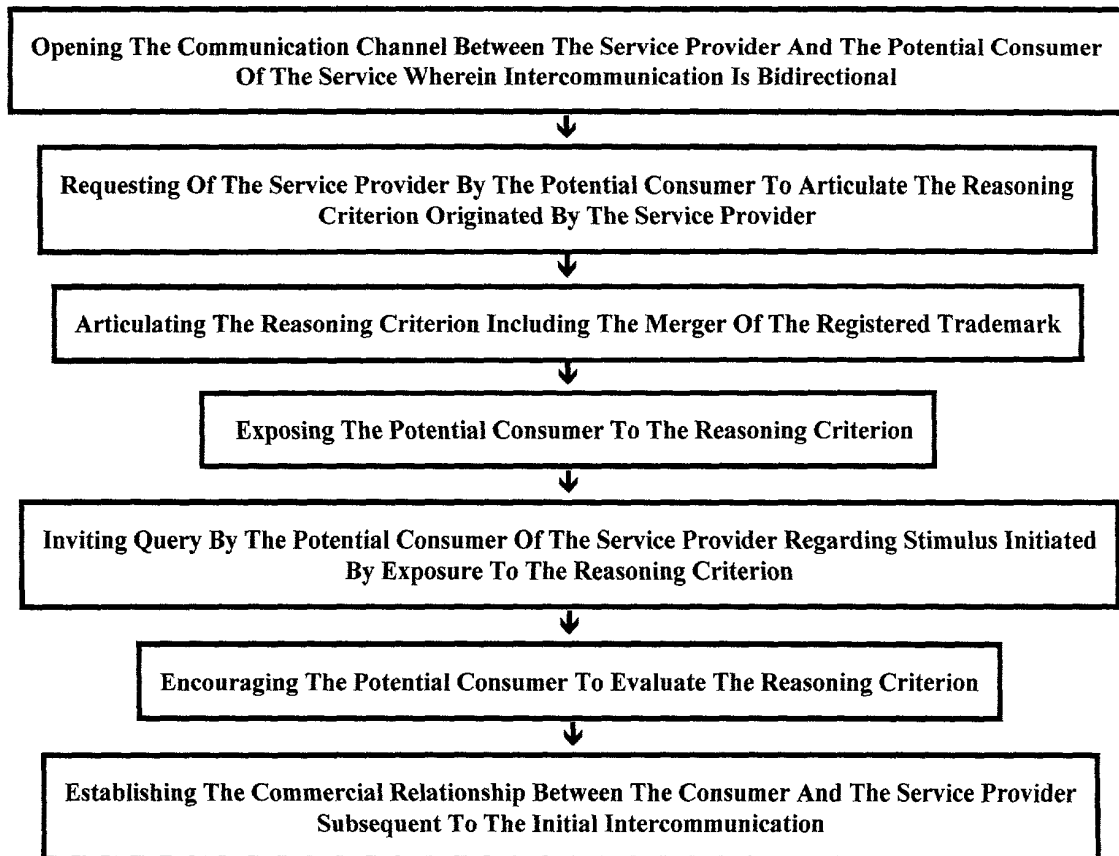 Opening The Communication Channel Between The Service Provider And The Potential Consumer
Of The Service Wherein Intercommunication Is Bidirectional
Requesting Of The Service Provider By The Potential Consumer To Articulate The Reasoning
Criterion Originated By The Service Provider
Articulating The Reasoning Criterion Including The Merger Of The Registered Trademark
Exposing The Potential Consumer To The Reasoning Criterion
Inviting Query By The Potential Consumer Of The Service Provider Regarding Stimulus Initiated
By Exposure To The Reasoning Criterion
Encouraging The Potential Consumer To Evaluate The Reasoning Criterion
Establishing The Commercial Relationship Between The Consumer And The Service Provider
Subsequent To The Initial Intercommunication